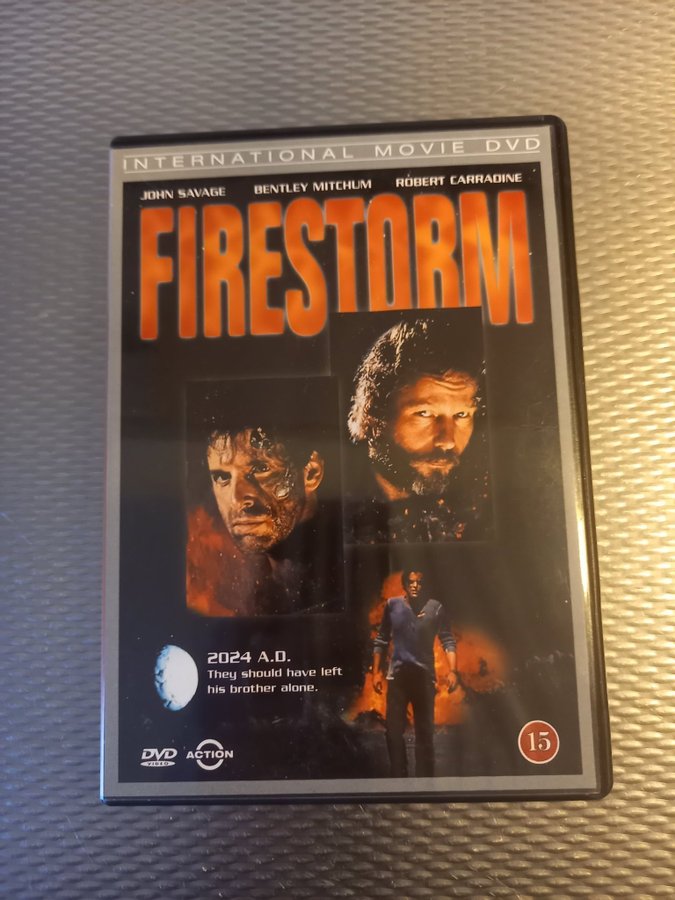 INTERNATIONAL MOVIE DVD
JOHN SAVAGE BENTLEY MITCHUM ROBERT CARRADINE
FIRESTORM
2024 A.D.
They should have left
his brother alone.
DVD
VIDEO
ACTION
15